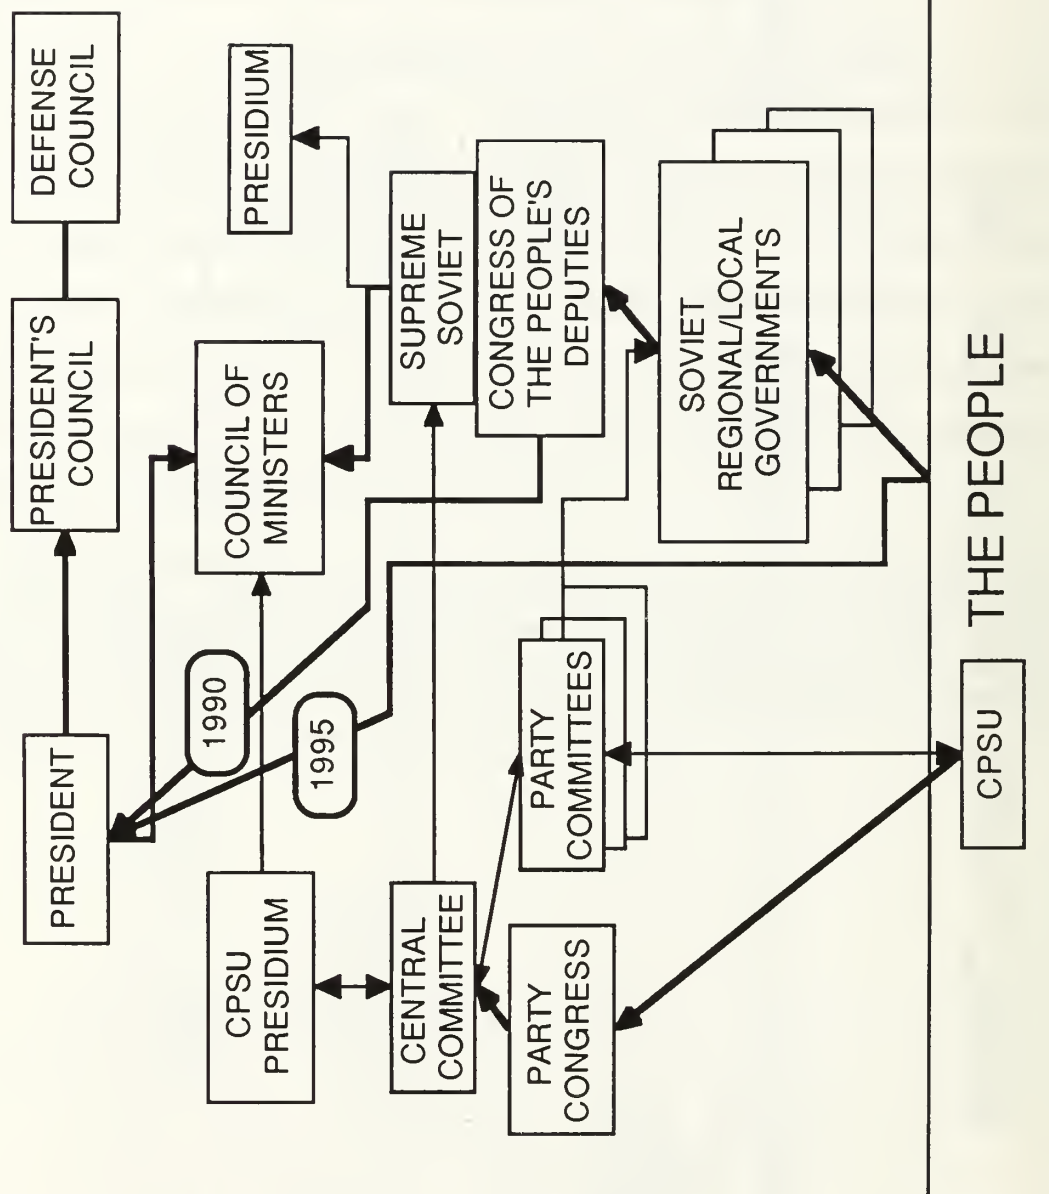 PRESIDENT
PRESIDENT'S
COUNCIL
DEFENSE
COUNCIL
CPSU
PRESIDIUM
1990
COUNCIL OF
MINISTERS
PRESIDIUM
1995
CENTRAL
COMMITTEE
SUPREME
SOVIET
CONGRESS OF
THE PEOPLE'S
DEPUTIES
PARTY
CONGRESS
PARTY
COMMITTEES
SOVIET
REGIONAL/LOCAL
GOVERNMENTS
CPSU
THE PEOPLE